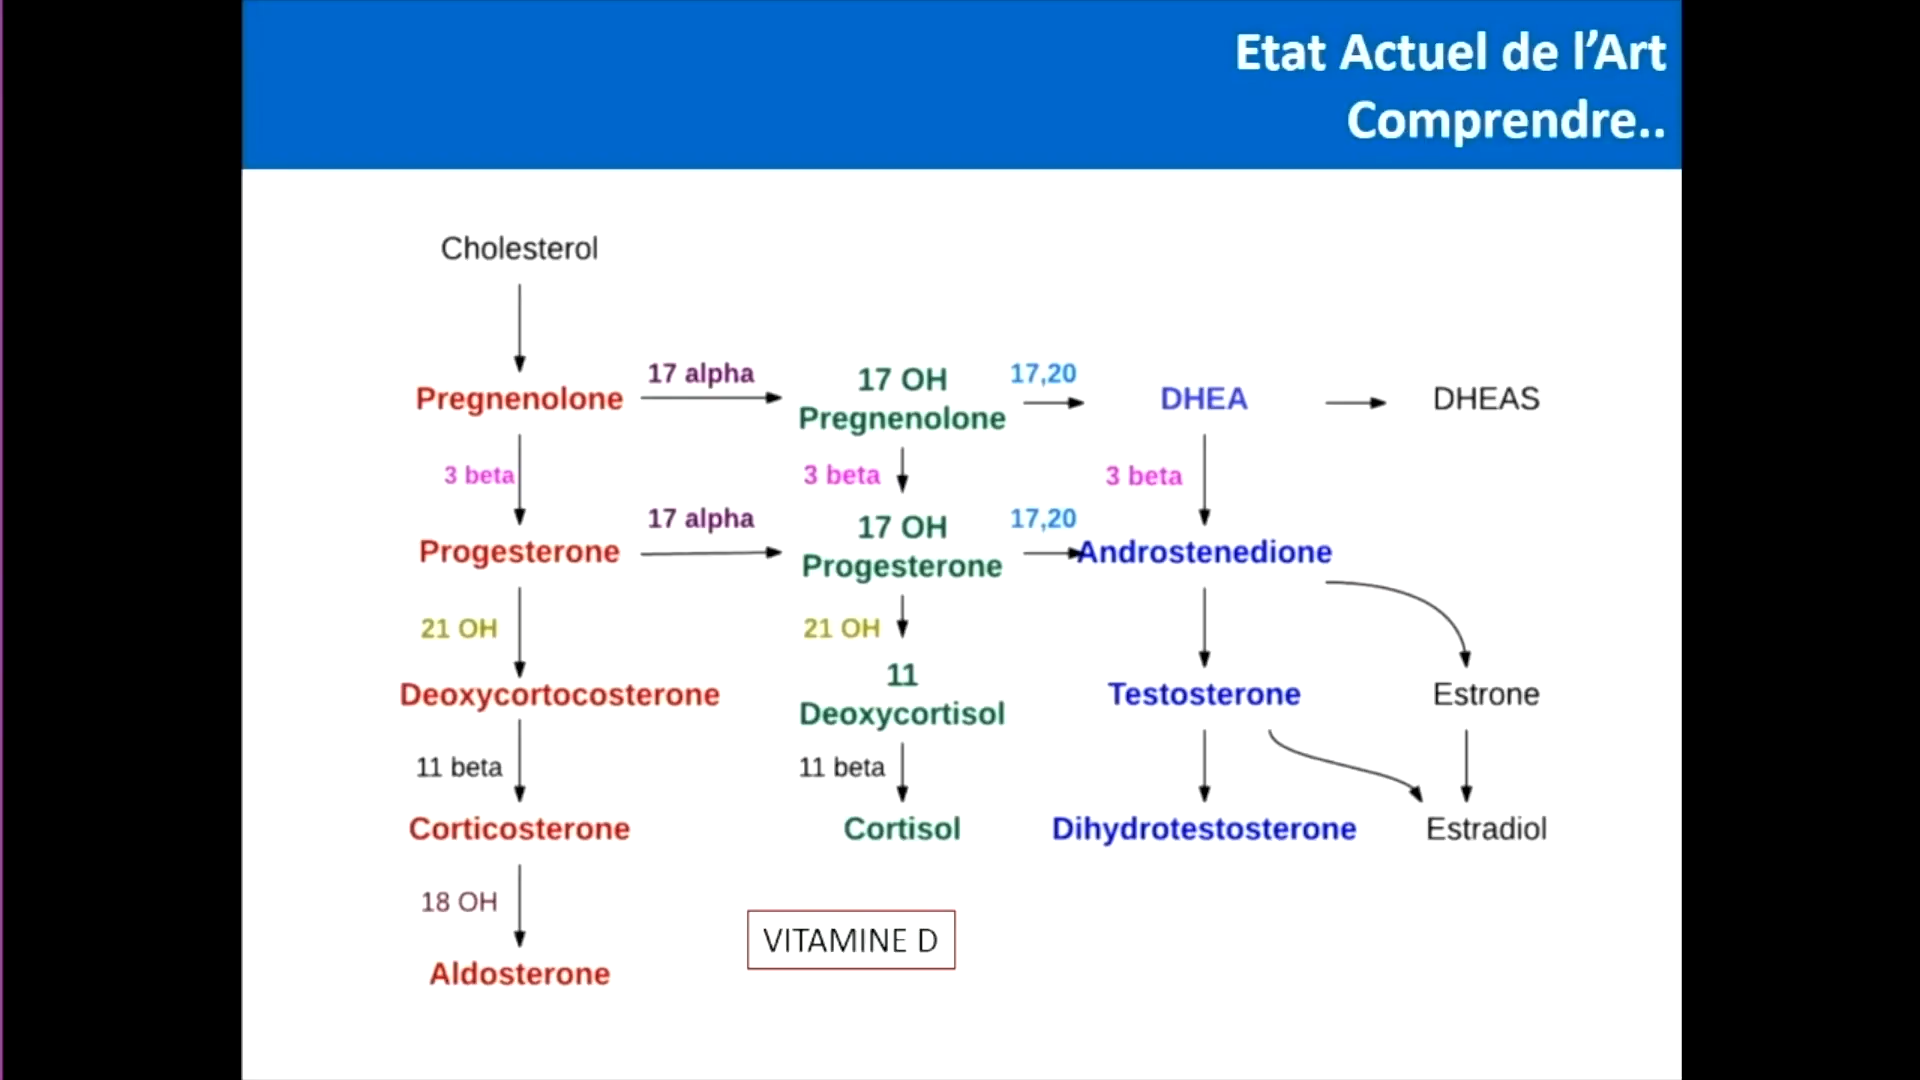 Etat Actuel de l’Art
Comprendre..
Cholesterol
17 alpha
17 OH
17,20
Pregnenolone
Pregnenolone
DHEA
DHEAS
3 beta
3 beta
3 beta
17 alpha
17 OH
17,20
Progesterone
Progesterone
Androstenedione
21 OH
21 OH
11
Deoxycortocosterone
Deoxycortisol
Testosterone
Estrone
11 beta
11 beta
Corticosterone
Cortisol
Dihydrotestosterone
Estradiol
18 OH
VITAMINE D
Aldosterone